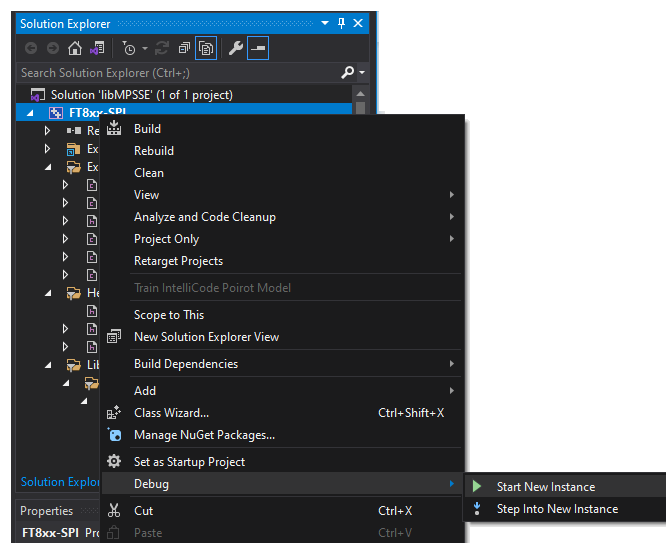 Solution Explorer
Search Solution Explorer (Ctrl+;)
Solution 'libMPSSE' (1 of 1 project)
FT8xx-SPI
Re
Build
Ex
Rebuild
Ex
Clean
View
Analyze and Code Cleanup
Project Only
Retarget Projects
Train IntelliCode Poirot Model
He
Scope to This
New Solution Explorer View
Lib
Build Dependencies
Add
Class Wizard... Ctrl+Shift+X
Manage NuGet Packages...
Set as Startup Project
Solution Explo
Debug
Start New Instance
Properties
Cut Ctrl+X
Step Into New Instance
FT8xx-SPI Pro
Paste Ctrl+V